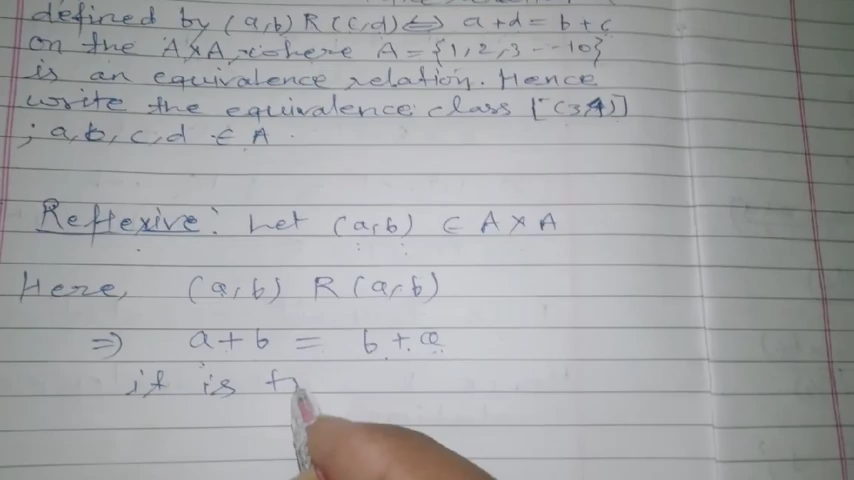 defined by (a,b) R (c,d) ⇔ a+d = b+c
on the A×A, where A = {1,2,3 - - 10}
is an equivalence relation. Hence
write the equivalence class [(3,4)]
; a,b, c,d ∈ A.
Reflexive: Let (a,b) ∈ A × A
Here, (a,b) R (a,b)
⇒ a+b = b+a
it is